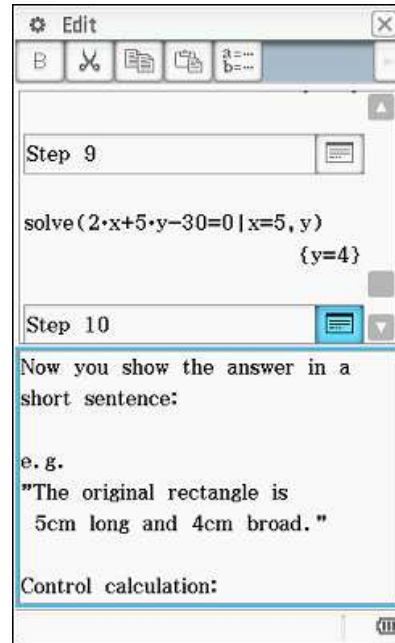 Edit
B
a=…
b=…
Step 9
solve(2·x+5·y−30=0|x=5,y)
{y=4}
Step 10
Now you show the answer in a
short sentence:
e.g.
"The original rectangle is
5cm long and 4cm broad."
Control calculation: